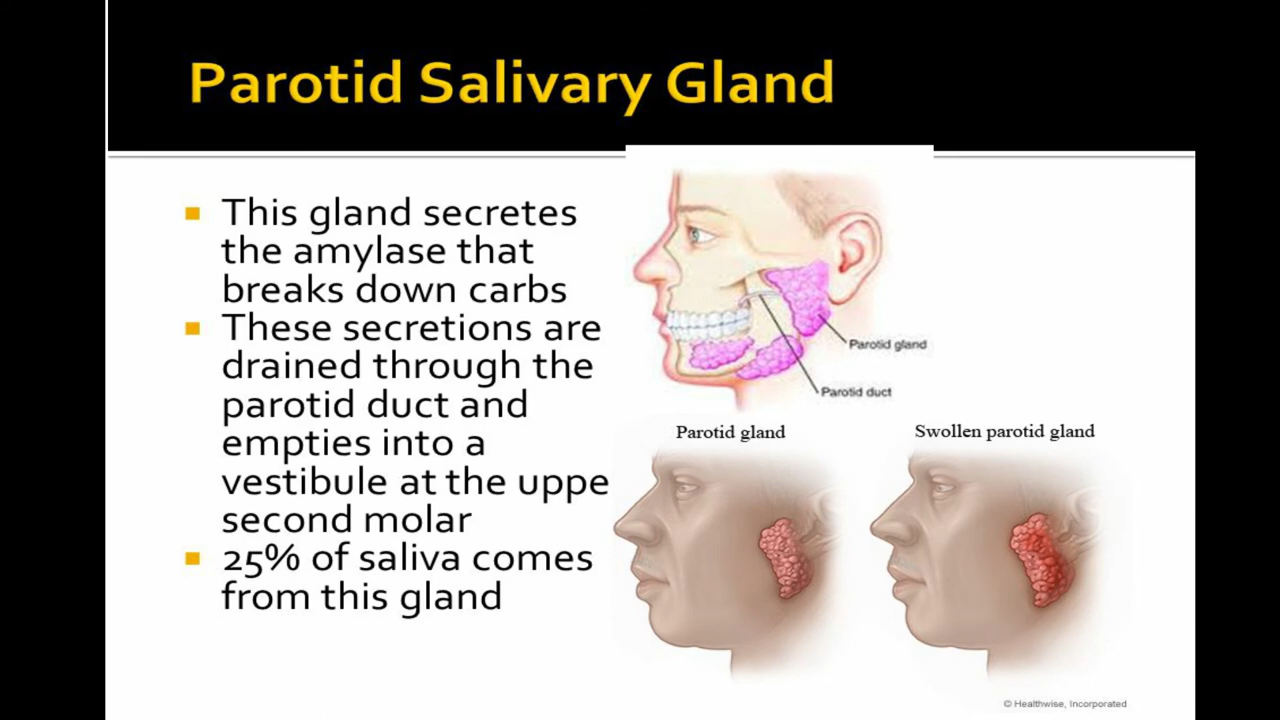 Parotid Salivary Gland
▪ This gland secretes
the amylase that
breaks down carbs
▪ These secretions are
drained through the
parotid duct and
empties into a
vestibule at the uppe
second molar
▪ 25% of saliva comes
from this gland
Parotid gland
Parotid duct
Parotid gland
Swollen parotid gland
© Healthwise, Incorporated